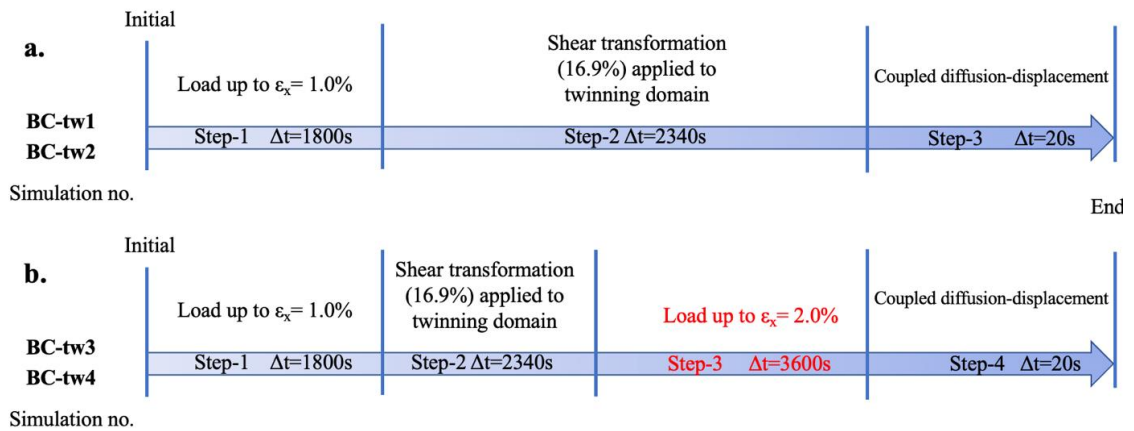 Initial
a.
Load up to εx= 1.0%
Shear transformation
(16.9%) applied to
twinning domain
Coupled diffusion-displacement
BC-tw1
BC-tw2
Step-1 Δt=1800s
Step-2 Δt=2340s
Step-3 Δt=20s
Simulation no.
End
Initial
b.
Load up to εx= 1.0%
Shear transformation
(16.9%) applied to
twinning domain
Load up to εx= 2.0%
Coupled diffusion-displacement
BC-tw3
BC-tw4
Step-1 Δt=1800s
Step-2 Δt=2340s
Step-3 Δt=3600s
Step-4 Δt=20s
Simulation no.